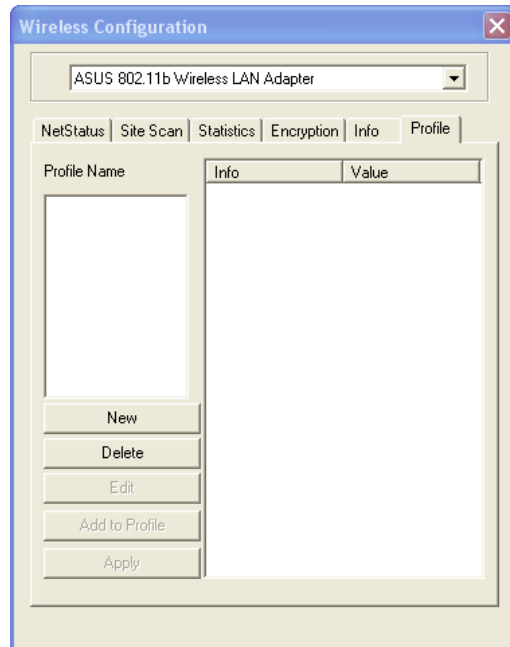 Wireless Configuration
ASUS 802.11b Wireless LAN Adapter
NetStatus Site Scan Statistics Encryption Info Profile
Profile Name
Info Value
New
Delete
Edit
Add to Profile
Apply